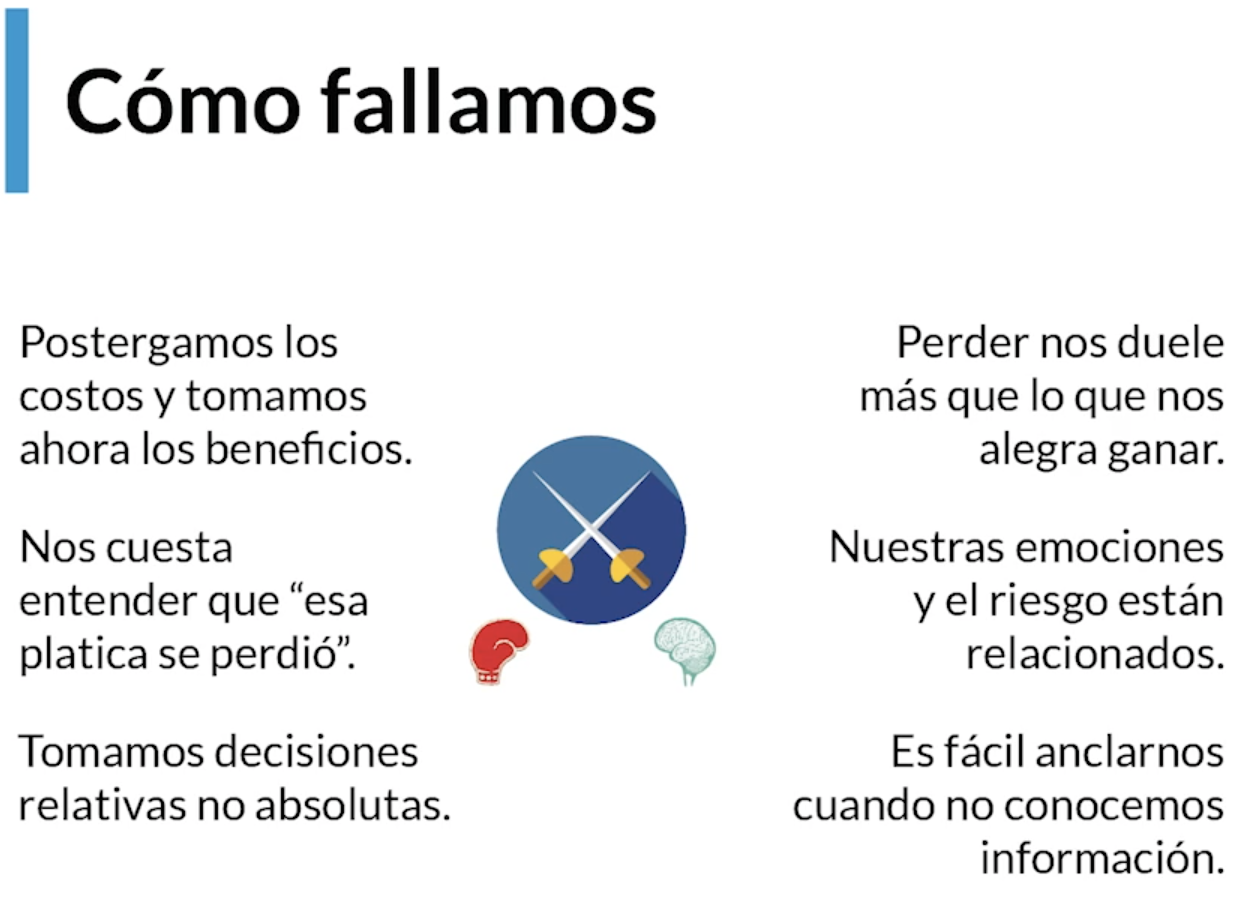 Cómo fallamos
Postergamos los
costos y tomamos
ahora los beneficios.
Nos cuesta
entender que “esa
platica se perdió”.
Tomamos decisiones
relativas no absolutas.
Perder nos duele
más que lo que nos
alegra ganar.
Nuestras emociones
y el riesgo están
relacionados.
Es fácil anclarnos
cuando no conocemos
información.